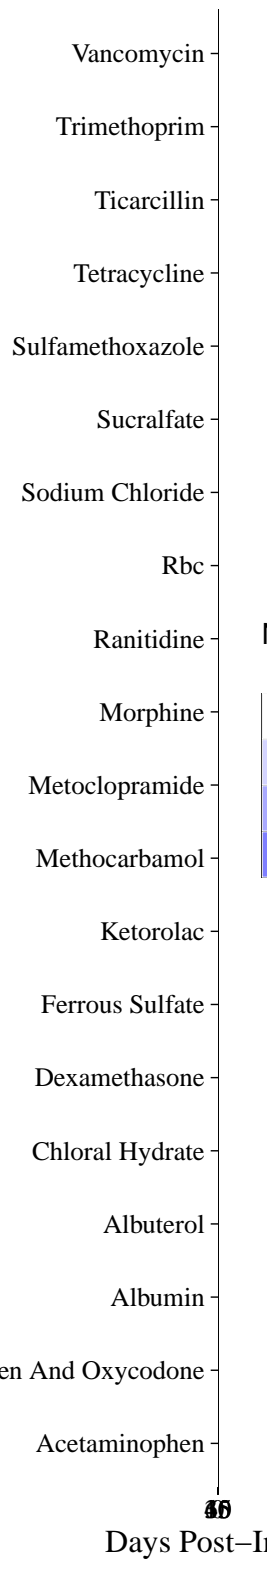 Vancomycin
Trimethoprim
Ticarcillin
Tetracycline
Sulfamethoxazole
Sucralfate
Sodium Chloride
Rbc
Ranitidine
Morphine
Metoclopramide
Methocarbamol
Ketorolac
Ferrous Sulfate
Dexamethasone
Chloral Hydrate
Albuterol
Albumin
en And Oxycodone
Acetaminophen
Days Post–In